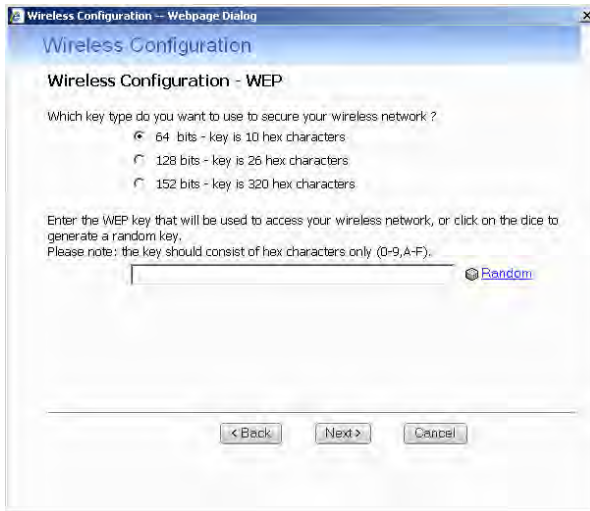 Wireless Configuration -- Webpage Dialog
Wireless Configuration
Wireless Configuration - WEP
Which key type do you want to use to secure your wireless network ?
64 bits - key is 10 hex characters
128 bits - key is 26 hex characters
152 bits - key is 320 hex characters
Enter the WEP key that will be used to access your wireless network, or click on the dice to
generate a random key.
Please note: the key should consist of hex characters only (0-9,A-F).
Random
< Back Next > Cancel